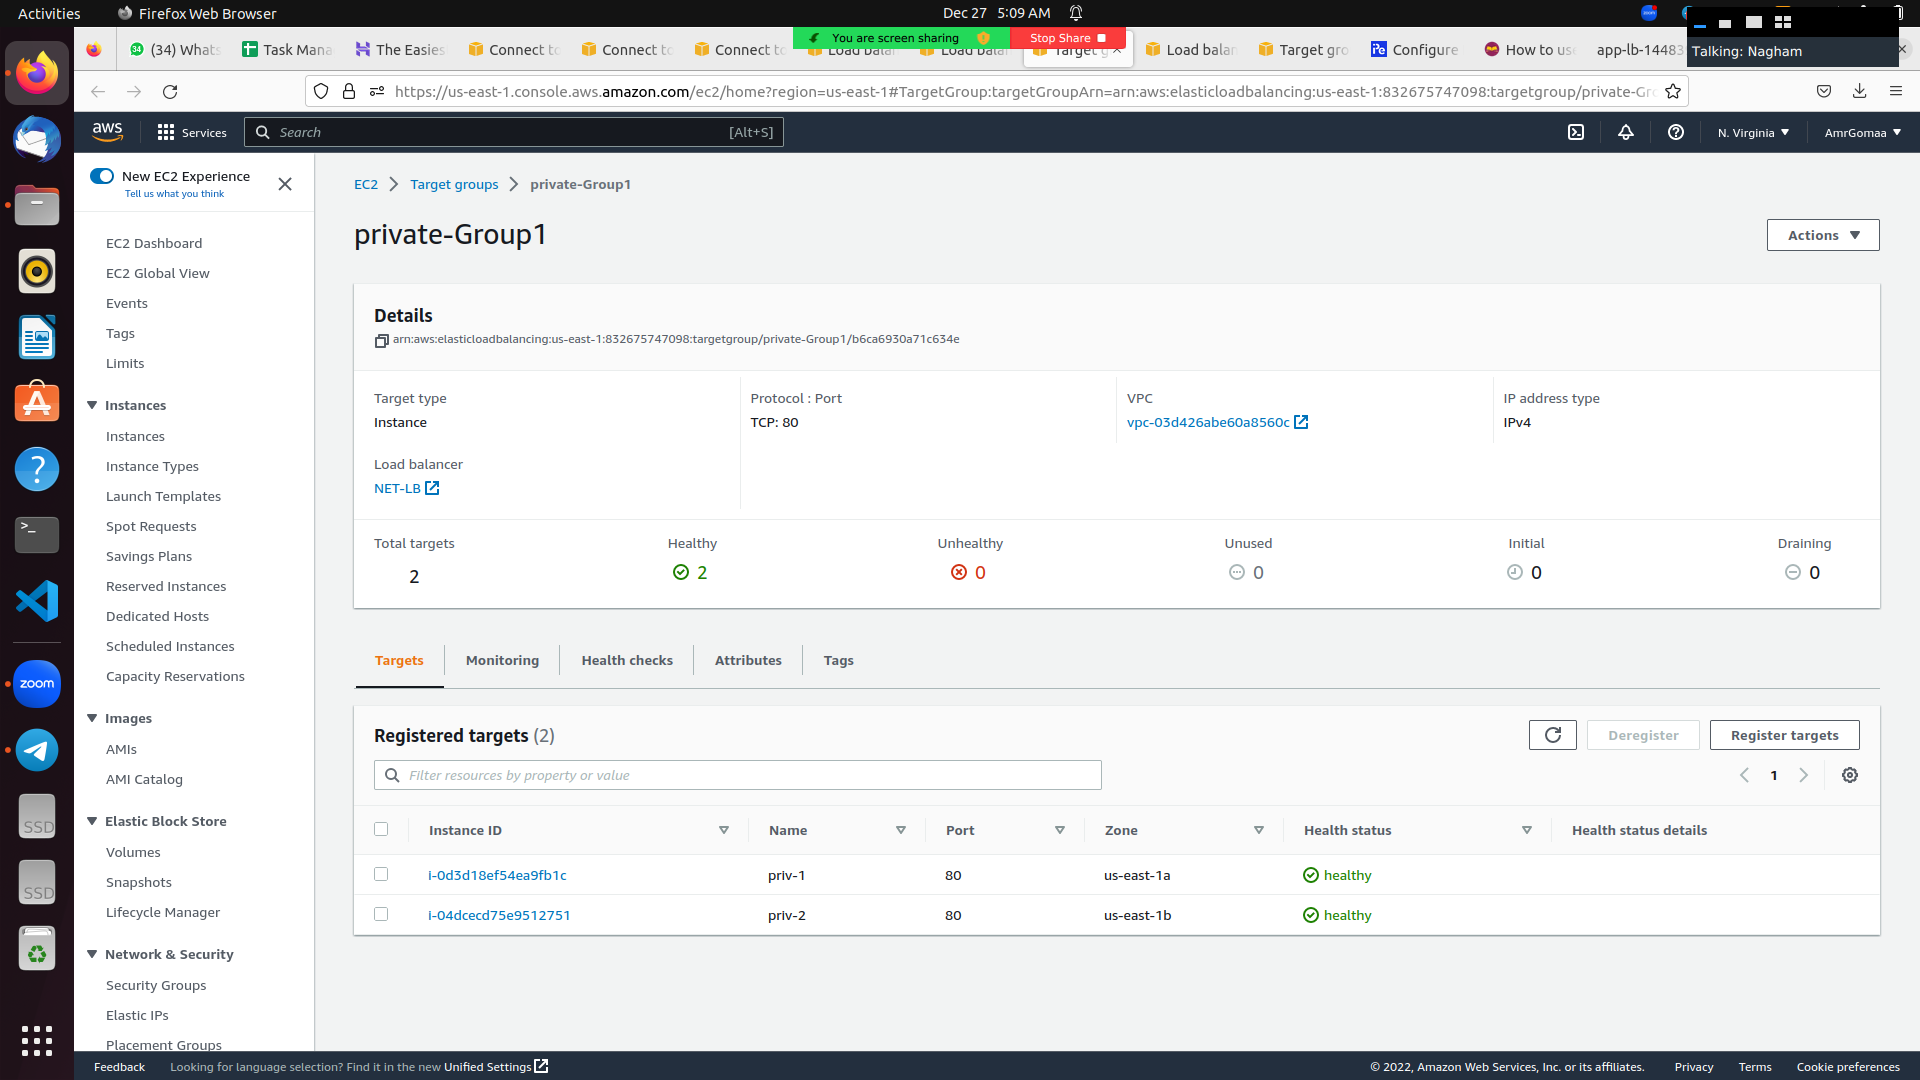 Activities
Firefox Web Browser
Dec 27 5:09 AM
(34) Whats
Task Mana
The Easies
Connect to
Connect to
Connect to
You are screen sharing
Stop Share
Load balan
Load balan
Target g
Load balan
Target gro
Configure
How to use
app-lb-14483
Talking: Nagham
https://us-east-1.console.aws.amazon.com/ec2/home?region=us-east-1#TargetGroup:targetGroupArn=arn:aws:elasticloadbalancing:us-east-1:832675747098:targetgroup/private-Gro
aws
Services
Search
[Alt+S]
N. Virginia
AmrGomaa
New EC2 Experience
Tell us what you think
EC2 Dashboard
EC2 Global View
Events
Tags
Limits
Instances
Instances
Instance Types
Launch Templates
Spot Requests
Savings Plans
Reserved Instances
Dedicated Hosts
Scheduled Instances
Capacity Reservations
Images
AMIs
AMI Catalog
Elastic Block Store
Volumes
Snapshots
Lifecycle Manager
Network & Security
Security Groups
Elastic IPs
Placement Groups
EC2 > Target groups > private-Group1
private-Group1
Actions
Details
arn:aws:elasticloadbalancing:us-east-1:832675747098:targetgroup/private-Group1/b6ca6930a71c634e
Target type
Instance
Protocol : Port
TCP: 80
VPC
vpc-03d426abe60a8560c
IP address type
IPv4
Load balancer
NET-LB
Total targets
2
Healthy
2
Unhealthy
0
Unused
0
Initial
0
Draining
0
Targets
Monitoring
Health checks
Attributes
Tags
Registered targets (2)
Deregister
Register targets
Filter resources by property or value
1
Instance ID Name Port Zone Health status Health status details
i-0d3d18ef54ea9fb1c priv-1 80 us-east-1a healthy
i-04dcecd75e9512751 priv-2 80 us-east-1b healthy
zoom
SSD
SSD
Feedback
Looking for language selection? Find it in the new Unified Settings
© 2022, Amazon Web Services, Inc. or its affiliates.
Privacy
Terms
Cookie preferences